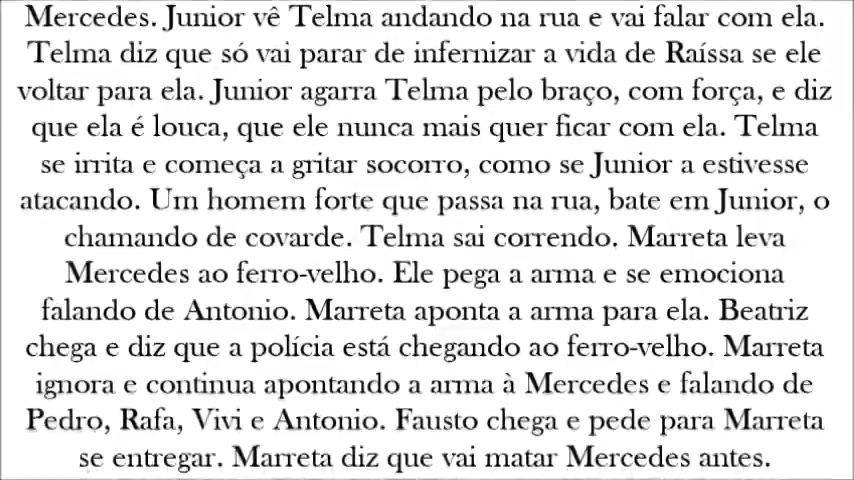 Mercedes. Junior vê Telma andando na rua e vai falar com ela.
Telma diz que só vai parar de infernizar a vida de Raíssa se ele
voltar para ela. Junior agarra Telma pelo braço, com força, e diz
que ela é louca, que ele nunca mais quer ficar com ela. Telma
se irrita e começa a gritar socorro, como se Junior a estivesse
atacando. Um homem forte que passa na rua, bate em Junior, o
chamando de covarde. Telma sai correndo. Marreta leva
Mercedes ao ferro-velho. Ele pega a arma e se emociona
falando de Antonio. Marreta aponta a arma para ela. Beatriz
chega e diz que a polícia está chegando ao ferro-velho. Marreta
ignora e continua apontando a arma à Mercedes e falando de
Pedro, Rafa, Vivi e Antonio. Fausto chega e pede para Marreta
se entregar. Marreta diz que vai matar Mercedes antes.